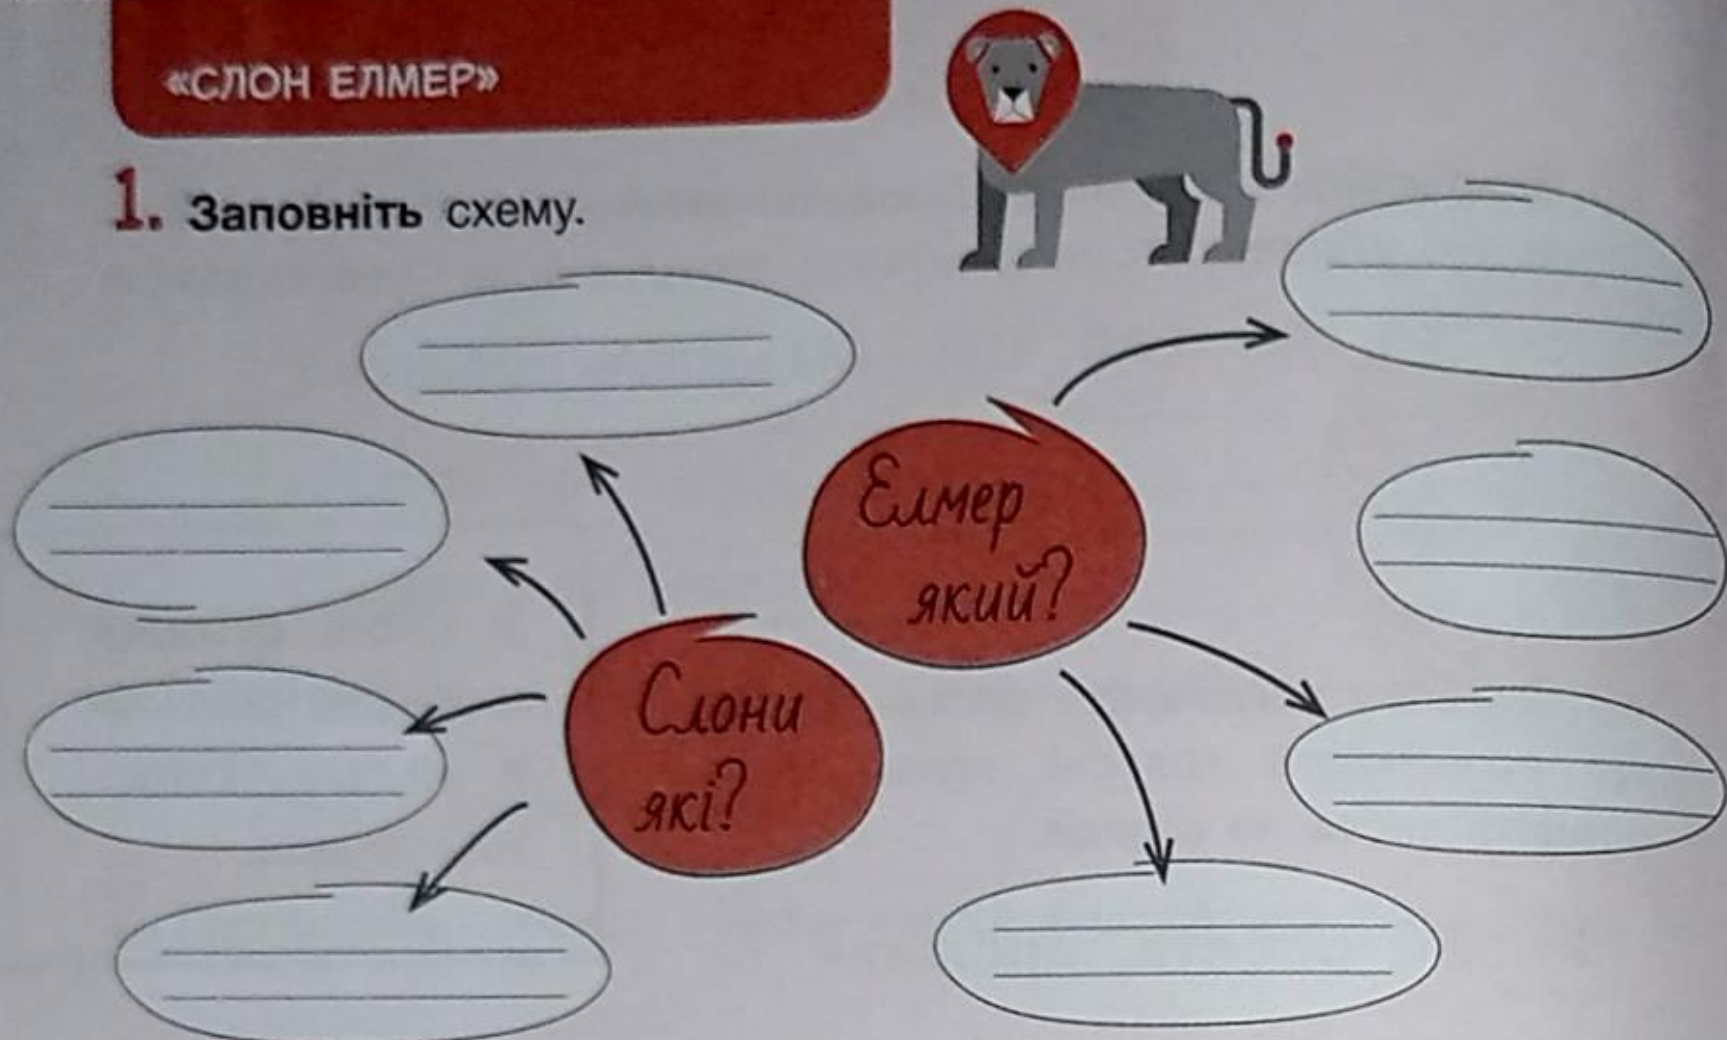 «СЛОН ЕЛМЕР»
1. Заповніть схему.
Елмер
який?
Слони
які?